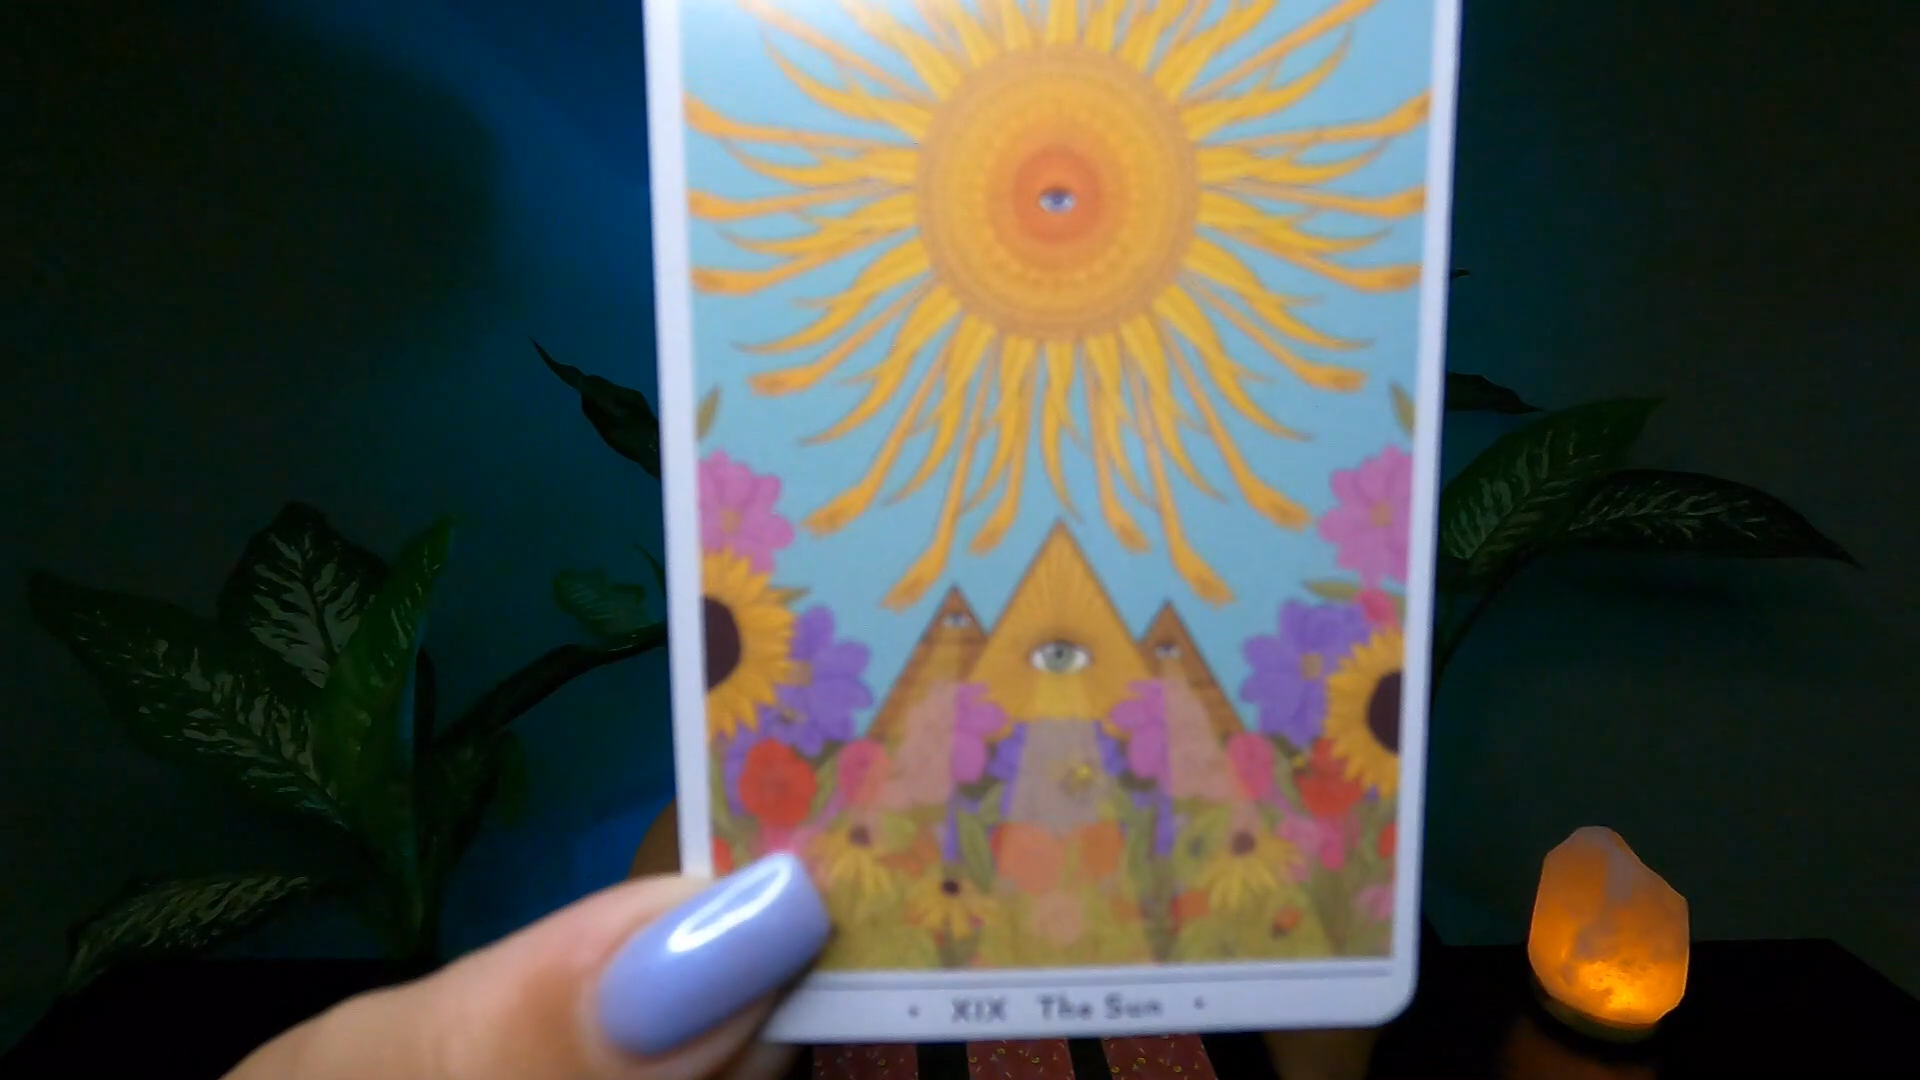 • XIX The Sun •